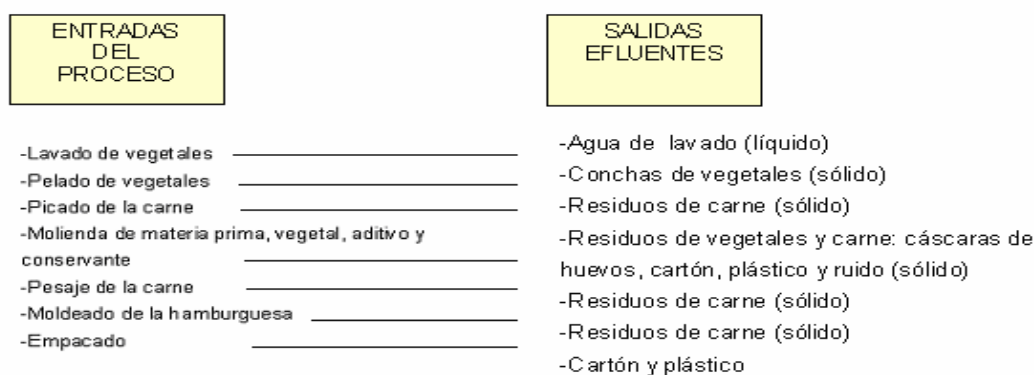 ENTRADAS
DEL
PROCESO
-Lavado de vegetales
-Pelado de vegetales
-Picado de la carne
-Molienda de materia prima, vegetal, aditivo y
conservante
-Pesaje de la carne
-Moldeado de la hamburguesa
-Empacado
SALIDAS
EFLUENTES
-Agua de lavado (líquido)
-Conchas de vegetales (sólido)
-Residuos de carne (sólido)
-Residuos de vegetales y carne: cáscaras de
huevos, cartón, plástico y ruido (sólido)
-Residuos de carne (sólido)
-Residuos de carne (sólido)
-Cartón y plástico